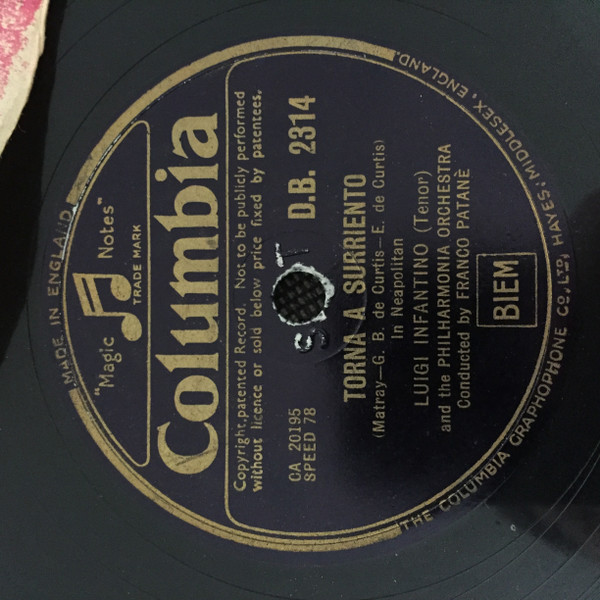 MADE IN ENGLAND
"Magic Notes"
TRADE MARK
Columbia
Copyright, patented Record. Not to be publicly performed
without licence or sold below price fixed by patentees.
CA 20195
SPEED 78
D.B. 2314
TORNA A SURRIENTO
(Matray—G. B. de Curtis—E. de Curtis)
In Neapolitan
LUIGI INFANTINO (Tenor)
and the PHILHARMONIA ORCHESTRA
Conducted by FRANCO PATANÈ
BIEM
THE COLUMBIA GRAPHOPHONE CO., LTD., HAYES; MIDDLESEX, ENGLAND.